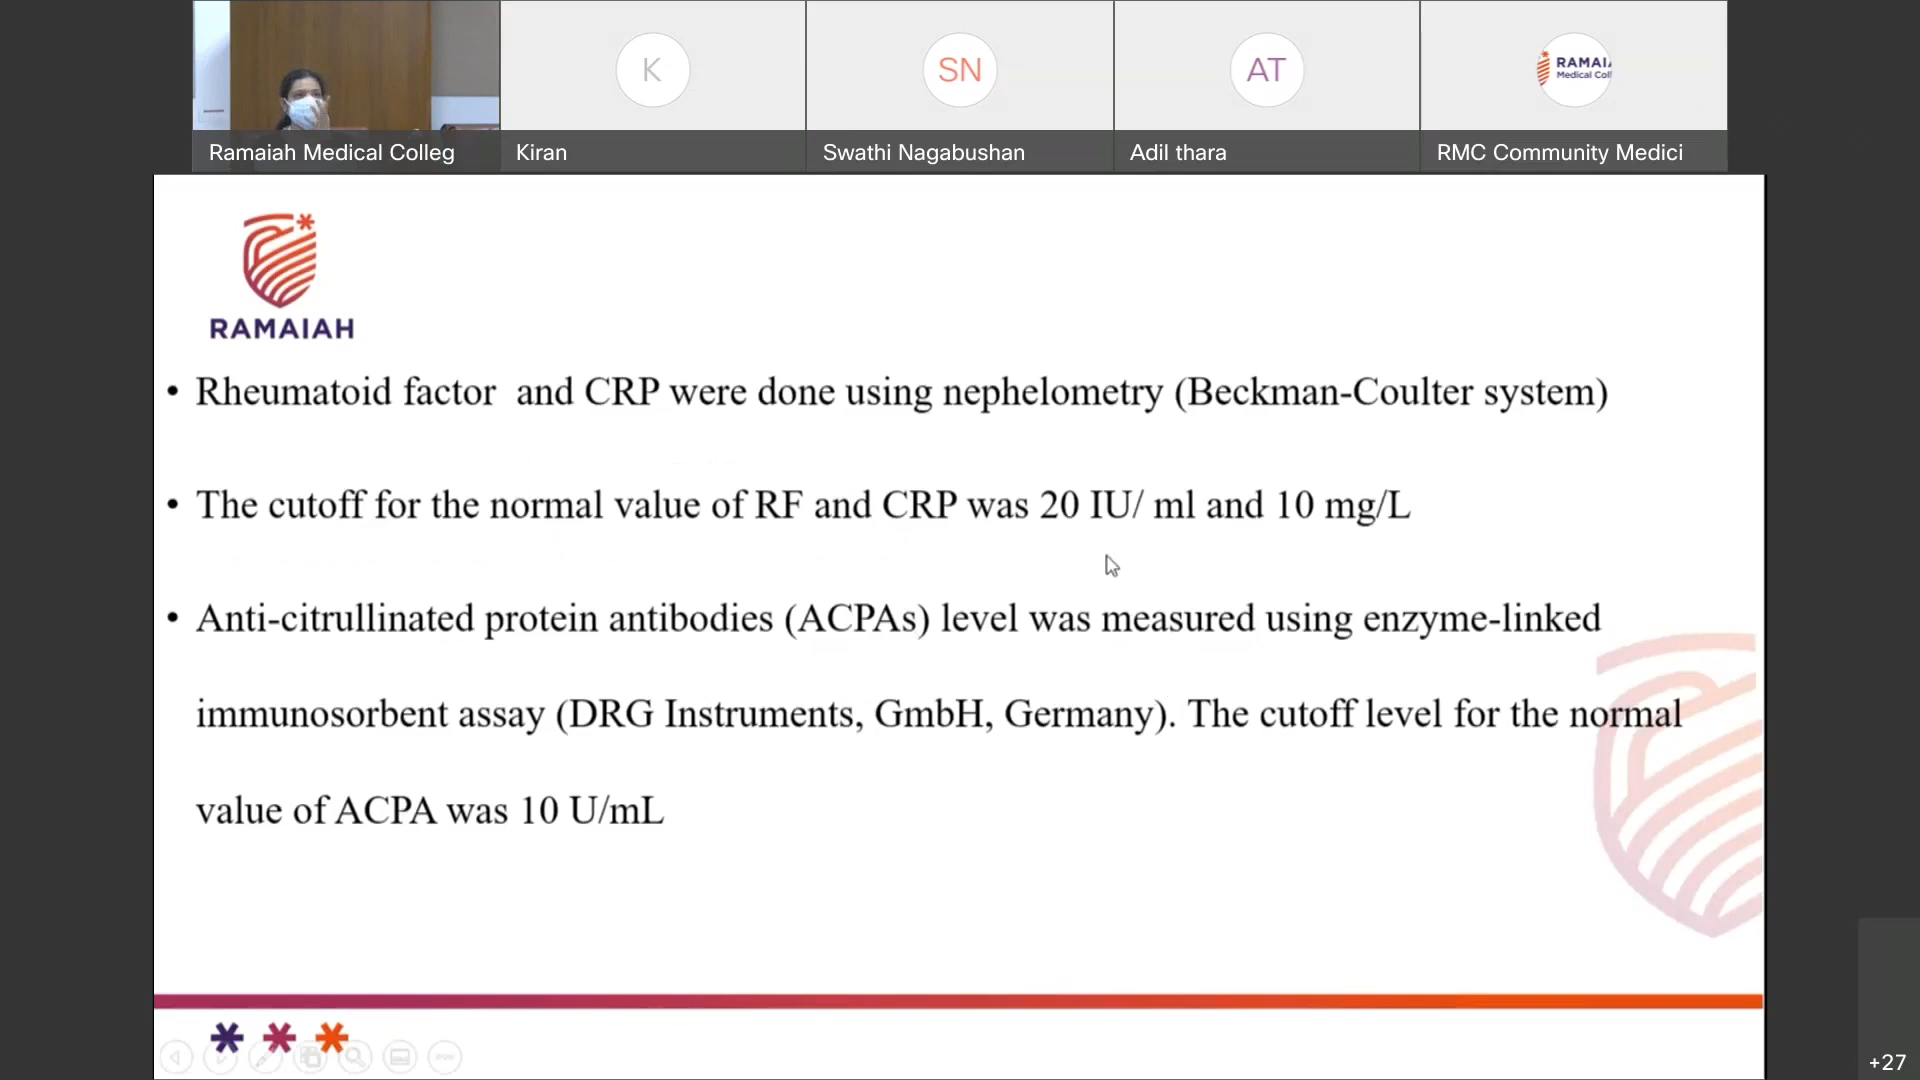 K
SN
AT
RAMAI
Medical Col
Ramaiah Medical Colleg
Kiran
Swathi Nagabushan
Adil thara
RMC Community Medici
RAMAIAH
• Rheumatoid factor and CRP were done using nephelometry (Beckman-Coulter system)
• The cutoff for the normal value of RF and CRP was 20 IU/ ml and 10 mg/L
• Anti-citrullinated protein antibodies (ACPAs) level was measured using enzyme-linked
immunosorbent assay (DRG Instruments, GmbH, Germany). The cutoff level for the normal
value of ACPA was 10 U/mL
+27